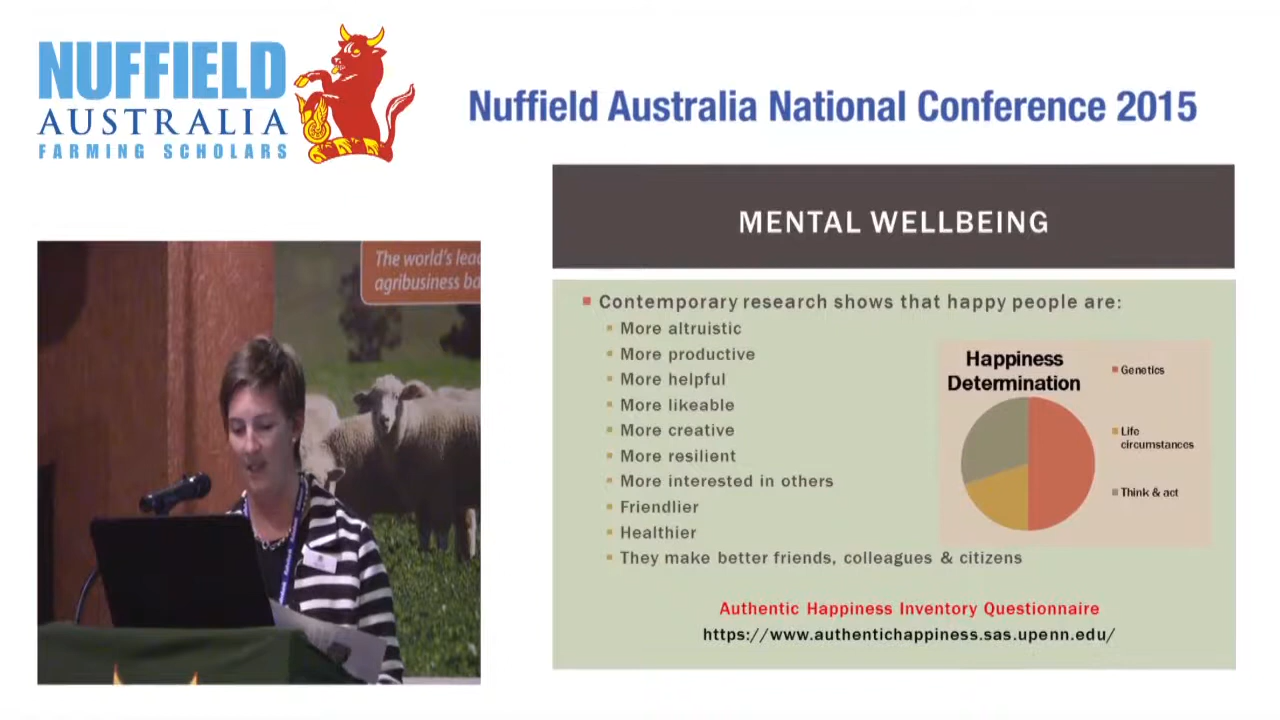 NUFFIELD
AUSTRALIA
FARMING SCHOLARS
Nuffield Australia National Conference 2015
The world's
agribusiness
MENTAL WELLBEING
Contemporary research shows that happy people are:
More altruistic
More productive
More helpful
More likeable
More creative
More resilient
More interested in others
Friendlier
Healthier
They make better friends, colleagues & citizens
Happiness
Determination
Genetics
Life
circumstances
Think & act
Authentic Happiness Inventory Questionnaire
https://www.authentichappiness.sas.upenn.edu/